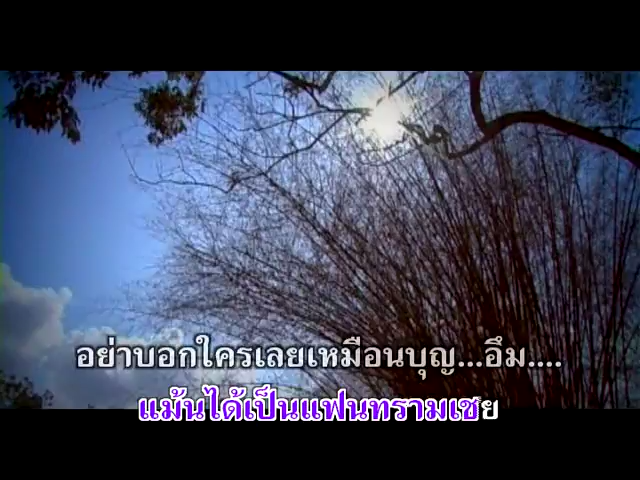 อย่าบอกใครเลยเหมือนบุญ...อึม....
แม้นได้เป็นแฟนทรามเชย